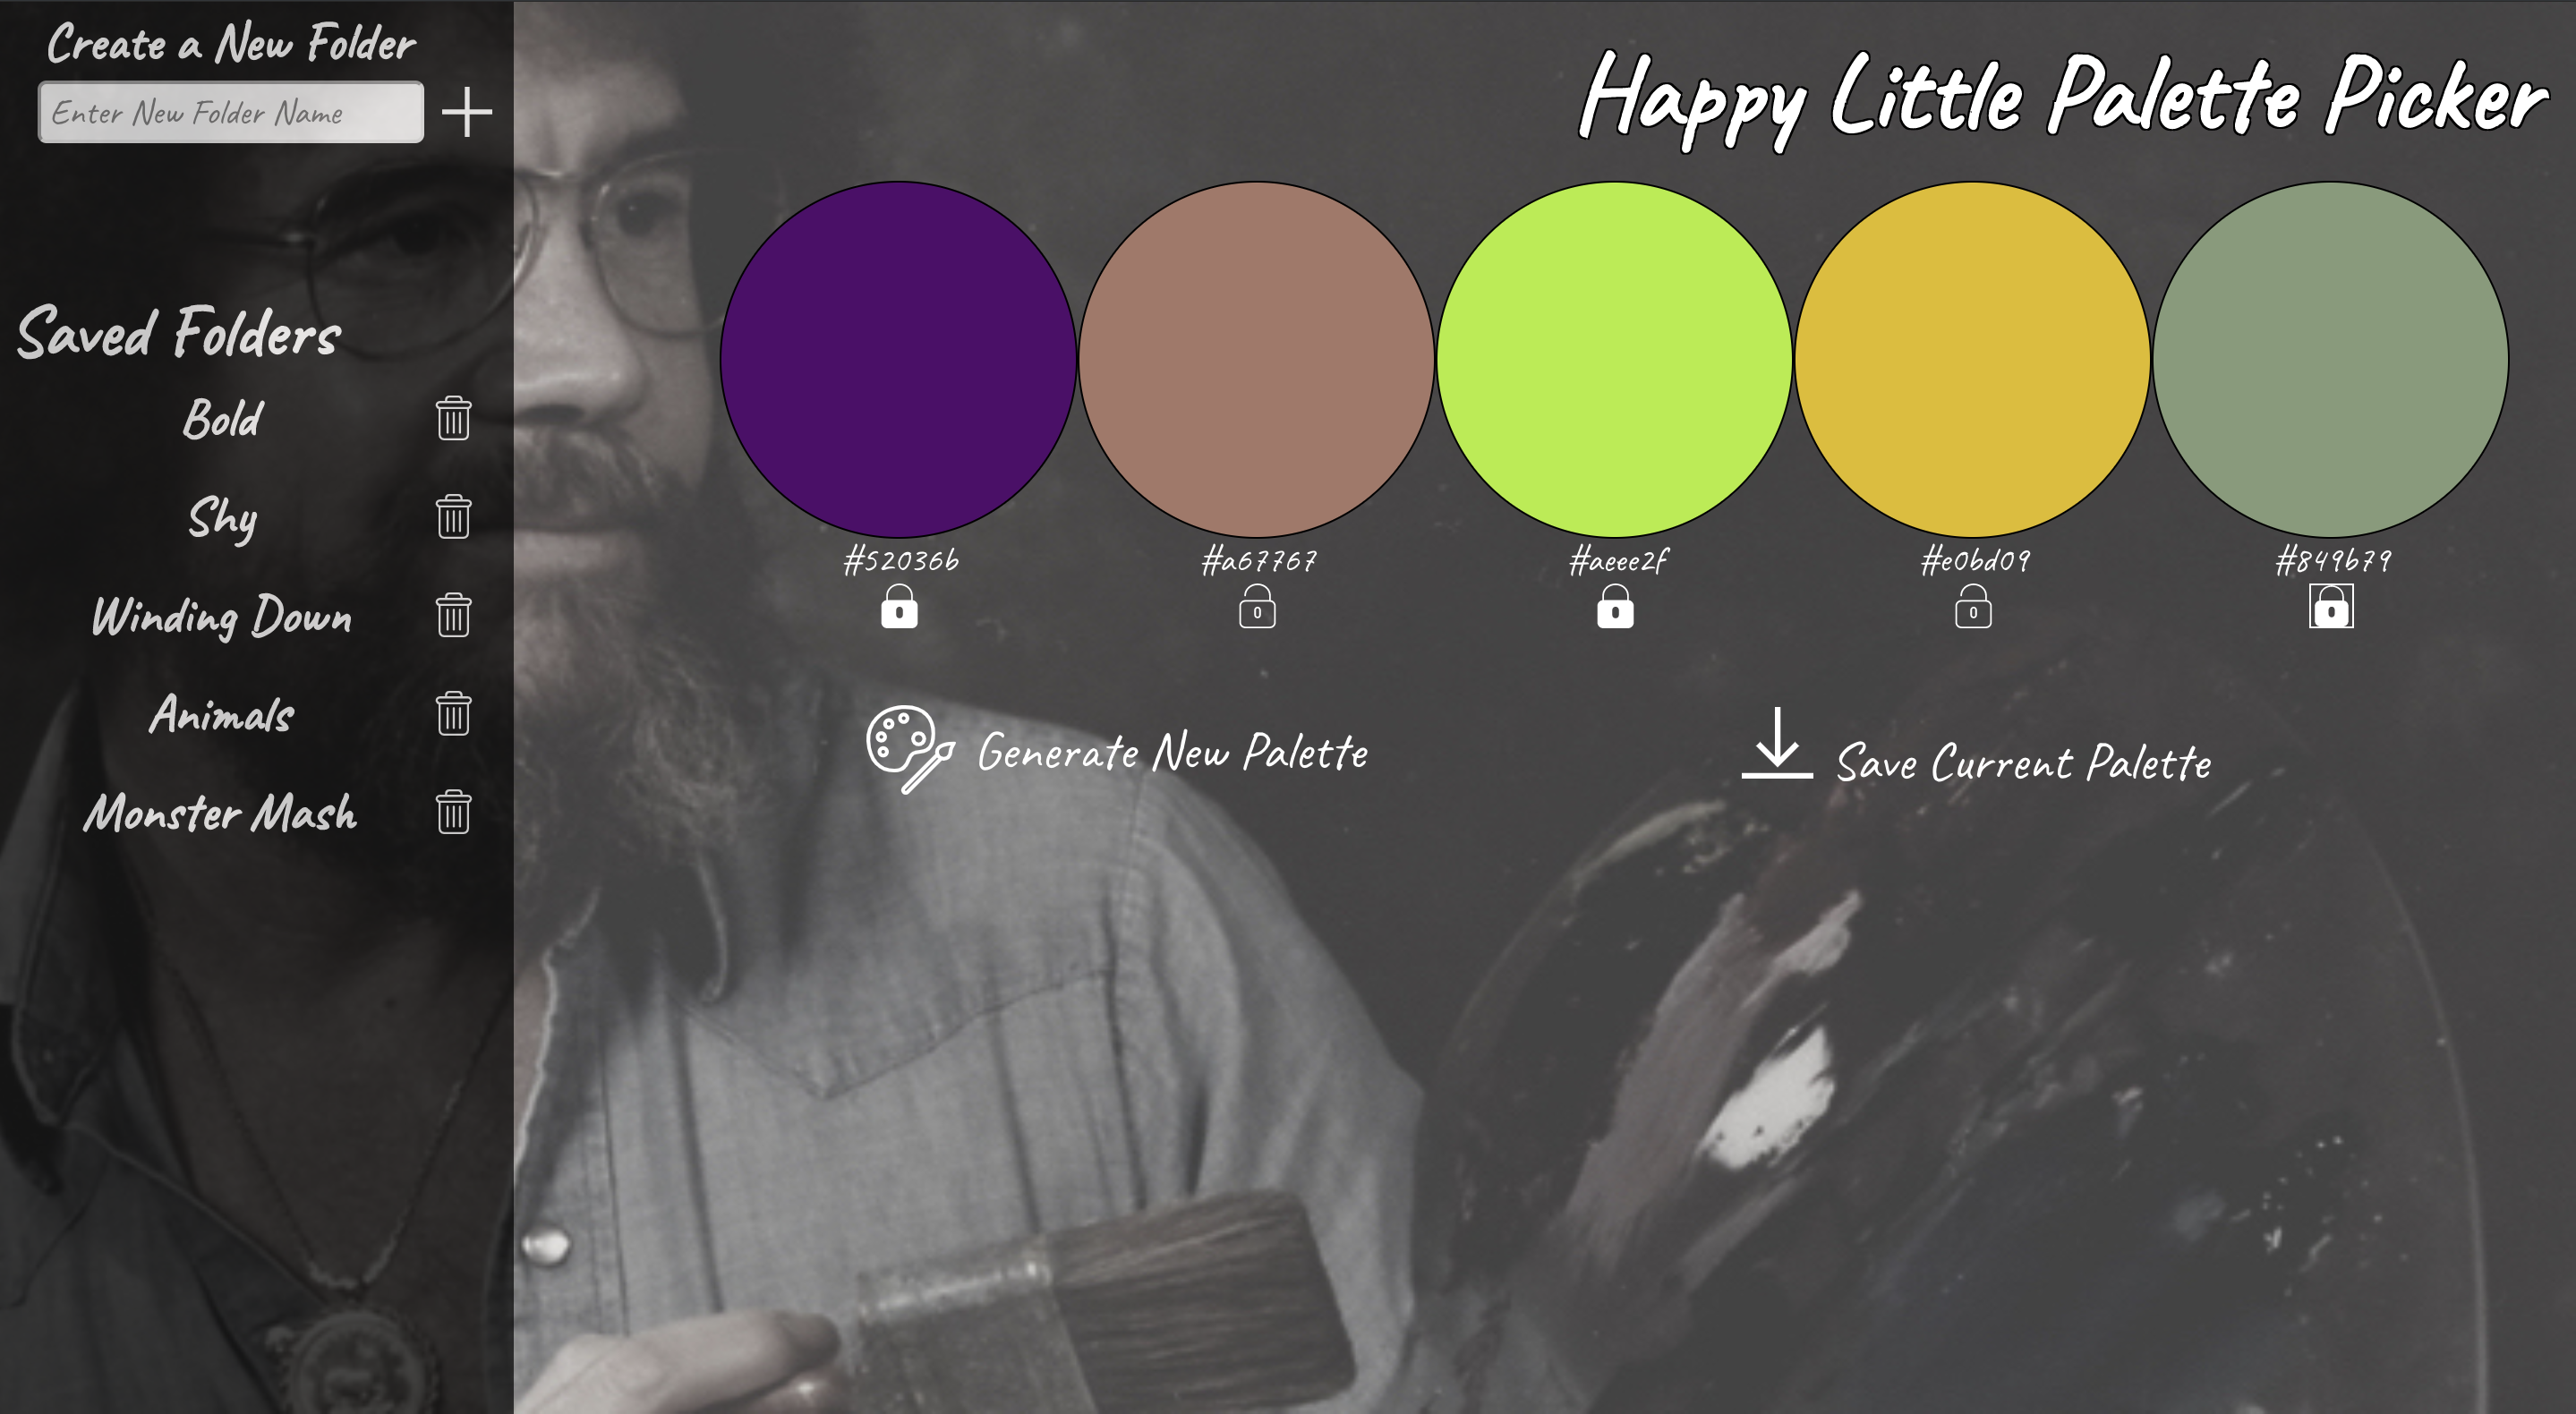 Create a New Folder
Enter New Folder Name
Happy Little Palette Picker
Saved Folders
Bold
Shy
Winding Down
Animals
Monster Mash
#52036b
#a67767
#aeee2f
#e0bd09
#849b79
Generate New Palette
Save Current Palette